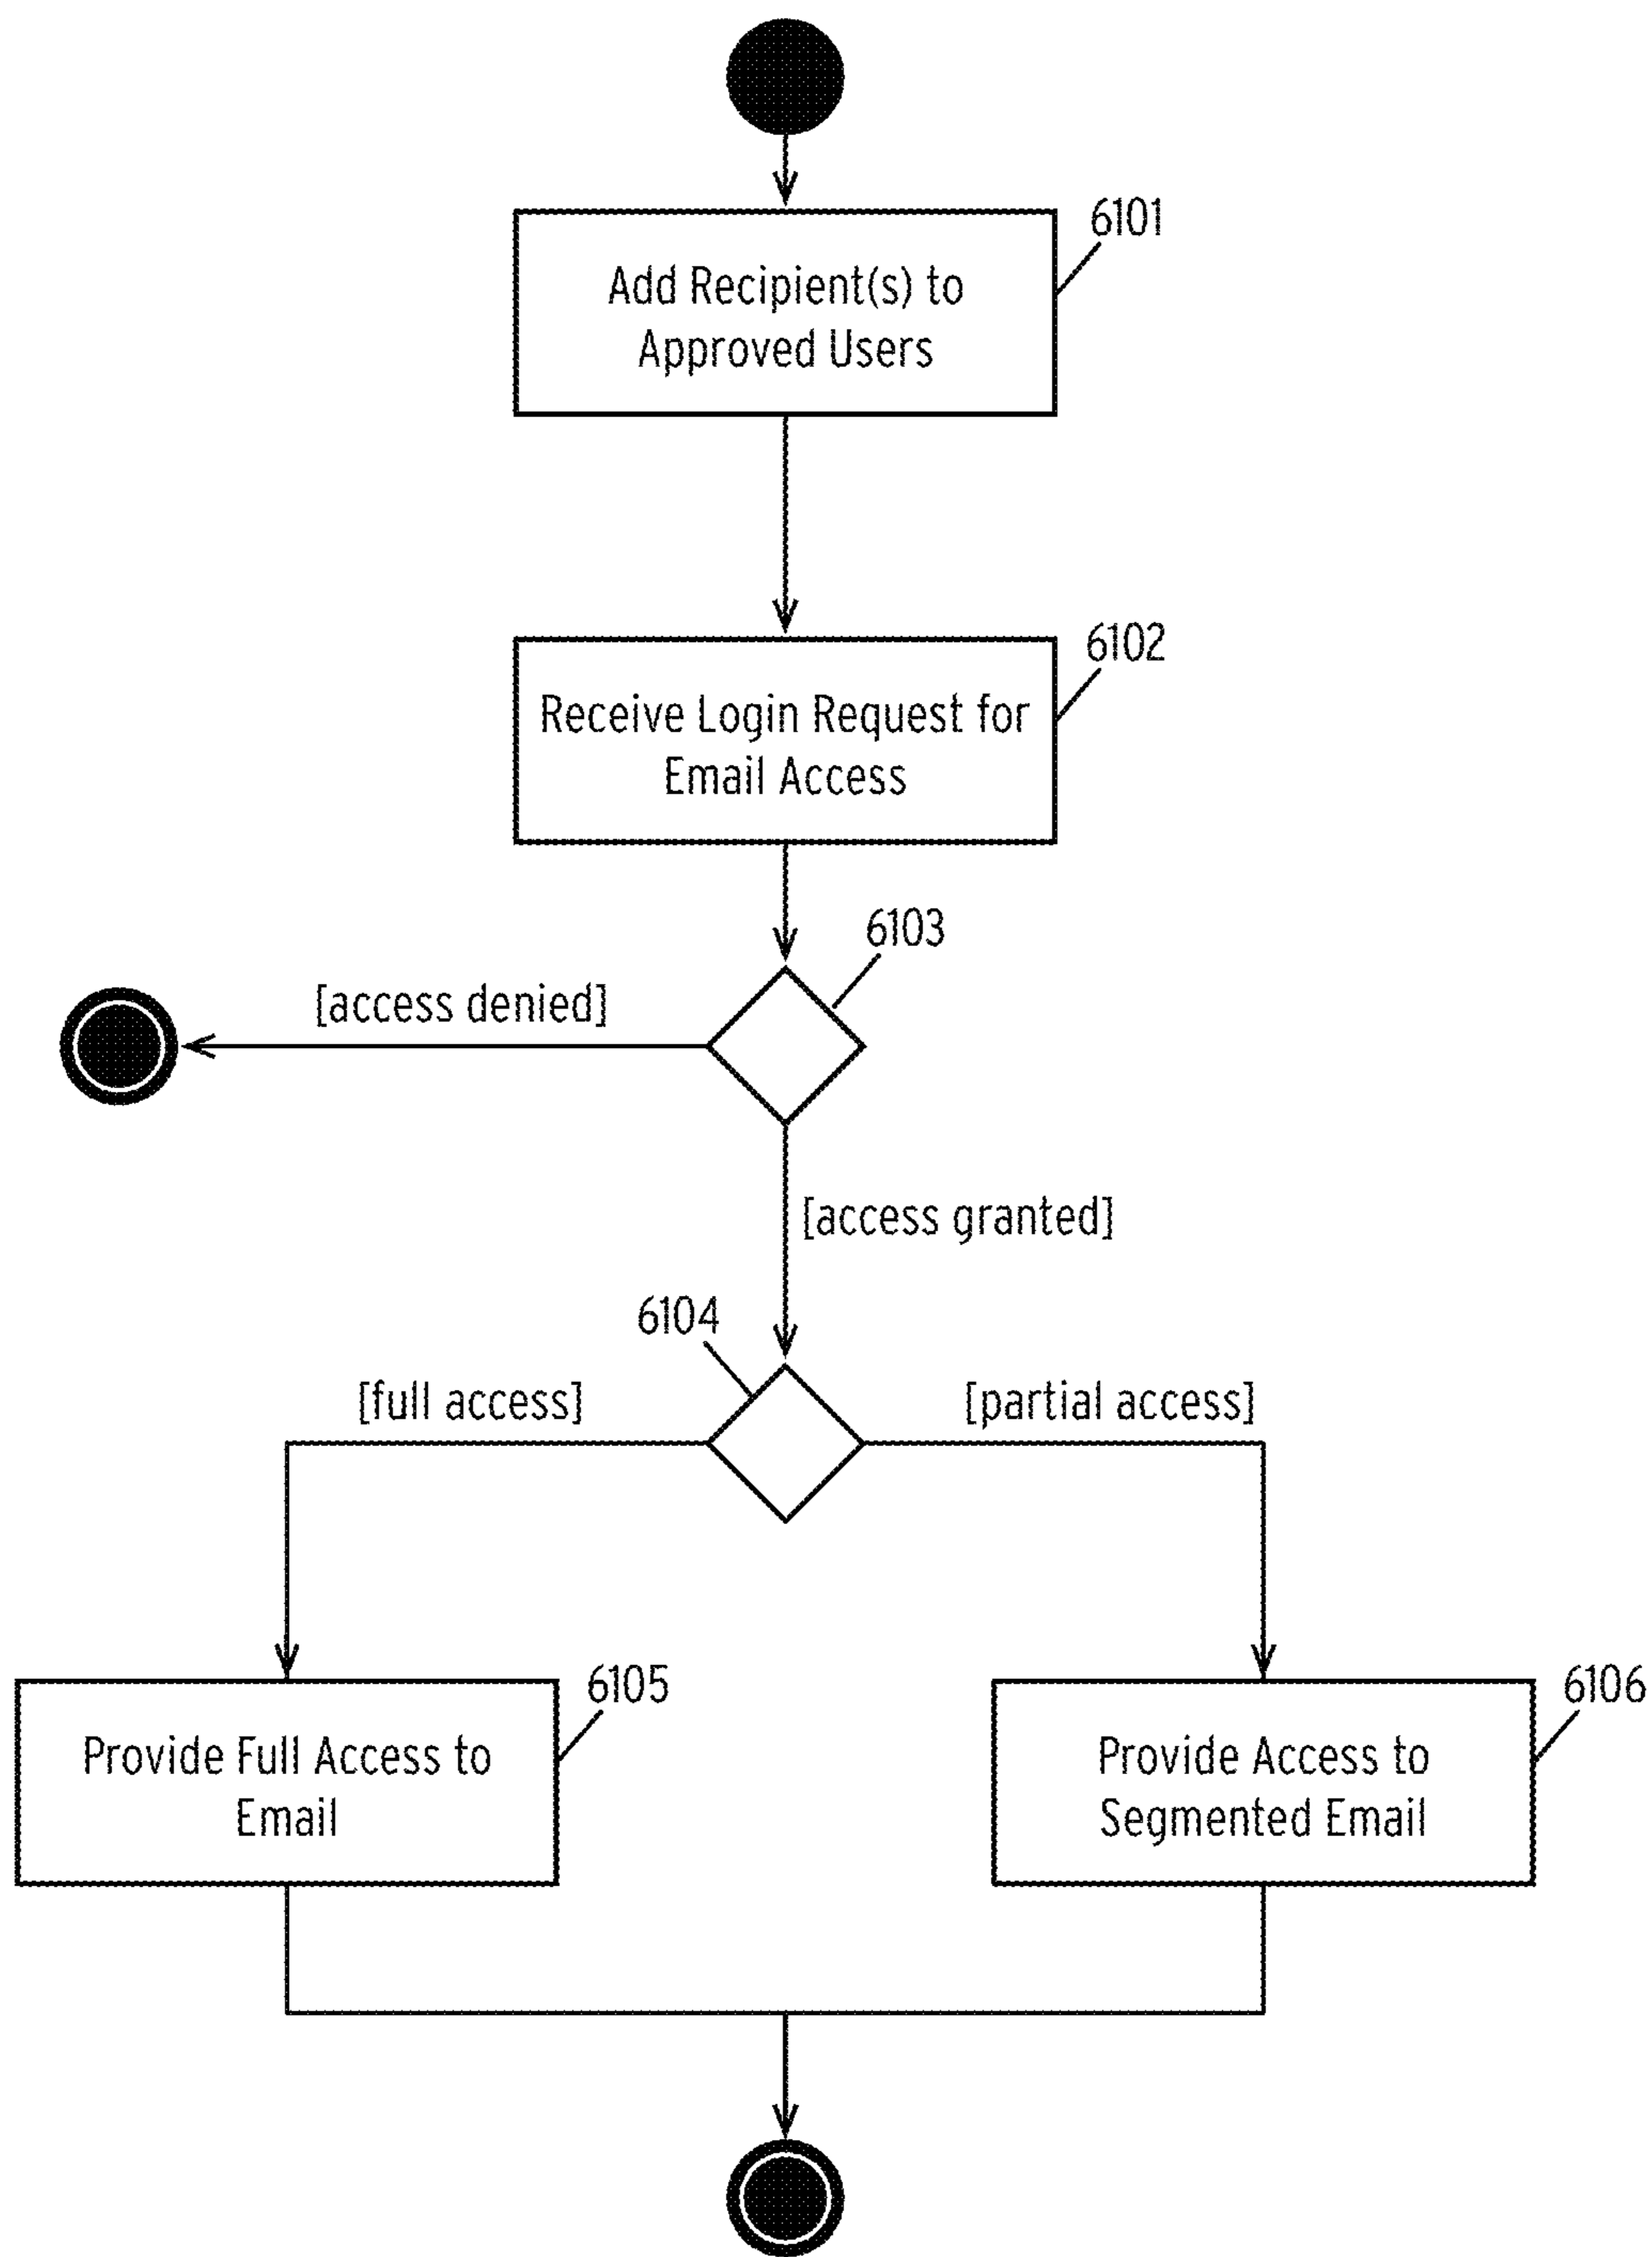 6101
Add Recipient(s) to
Approved Users
6102
Receive Login Request for
Email Access
6103
[access denied]
[access granted]
6104
[full access]
[partial access]
6105
Provide Full Access to
Email
6106
Provide Access to
Segmented Email